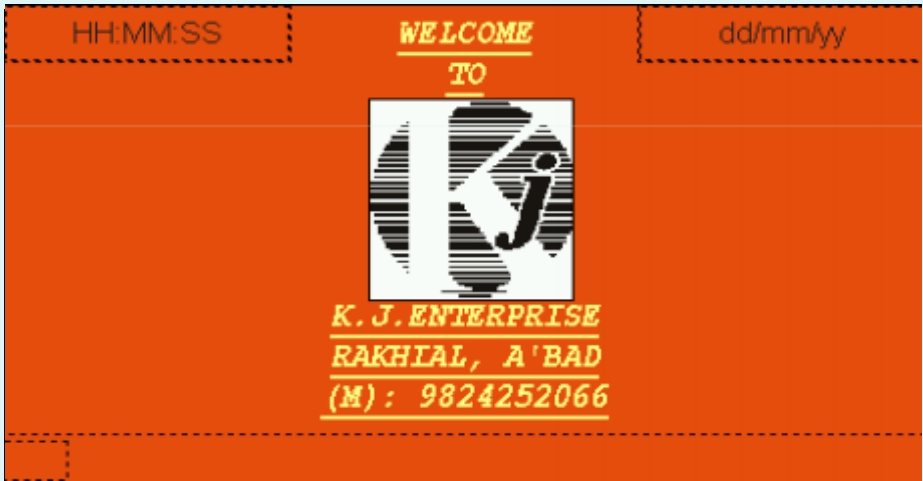 HH:MM:SS
WELCOME
dd/mm/yy
TO
Kj
K.J.ENTERPRISE
RAKHIAL, A'BAD
(M): 9824252066